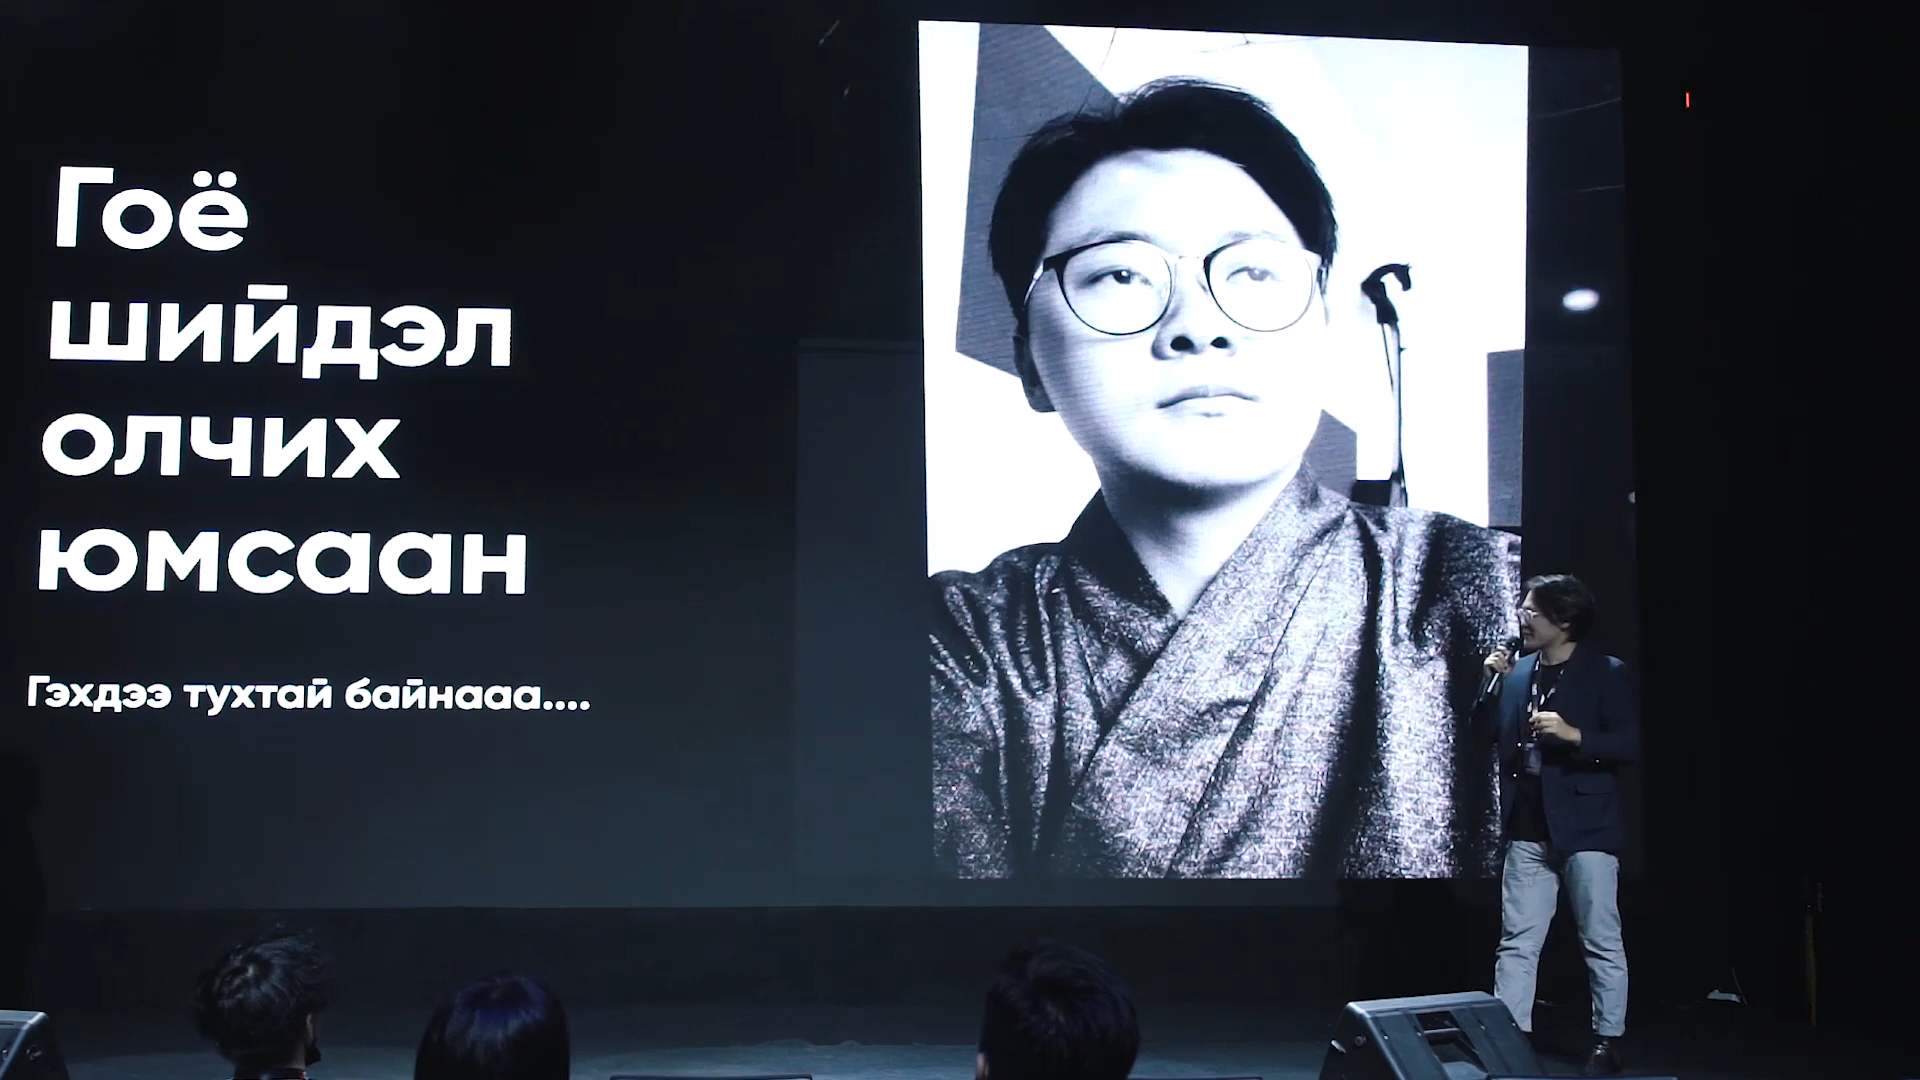 Гоё
шийдэл
олчих
юмсаан
Гэхдээ тухтай байнааа....